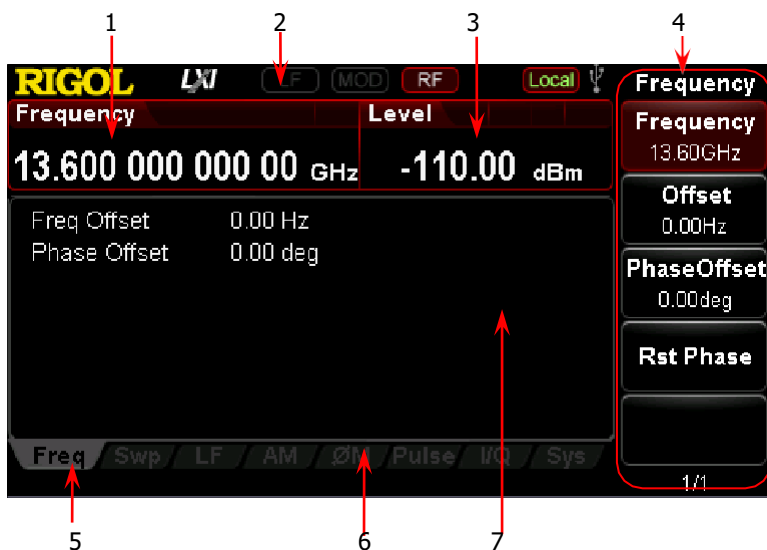 1 2 3 4
RIGOL LXI LF MOD RF Local Frequency
Frequency Level
13.600 000 000 00 GHz -110.00 dBm
Frequency
13.60GHz
Offset
0.00Hz
PhaseOffset
0.00deg
Rst Phase
1/1
Freq Offset 0.00 Hz
Phase Offset 0.00 deg
Freq Swp LF AM ØM Pulse I/Q Sys
5 6 7